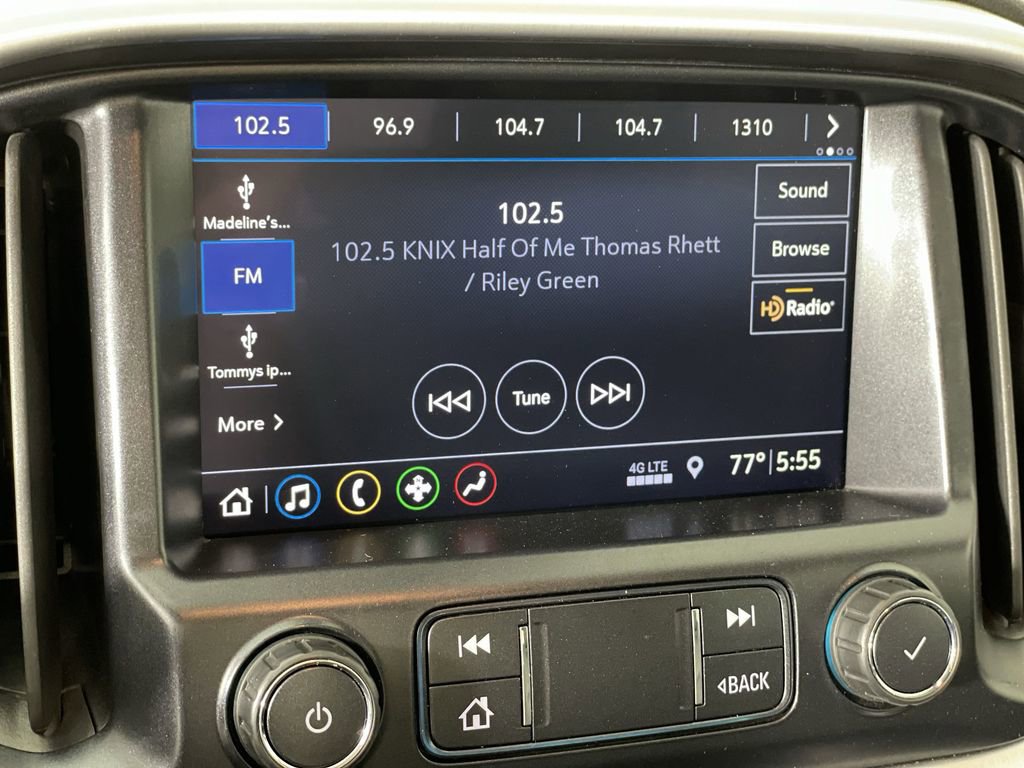 102.5 96.9 104.7 104.7 1310
Madeline's...
FM
Tommys ip...
More
102.5
102.5 KNIX Half Of Me Thomas Rhett
/ Riley Green
Sound
Browse
HD Radio®
Tune
4G LTE
77° 5:55
BACK